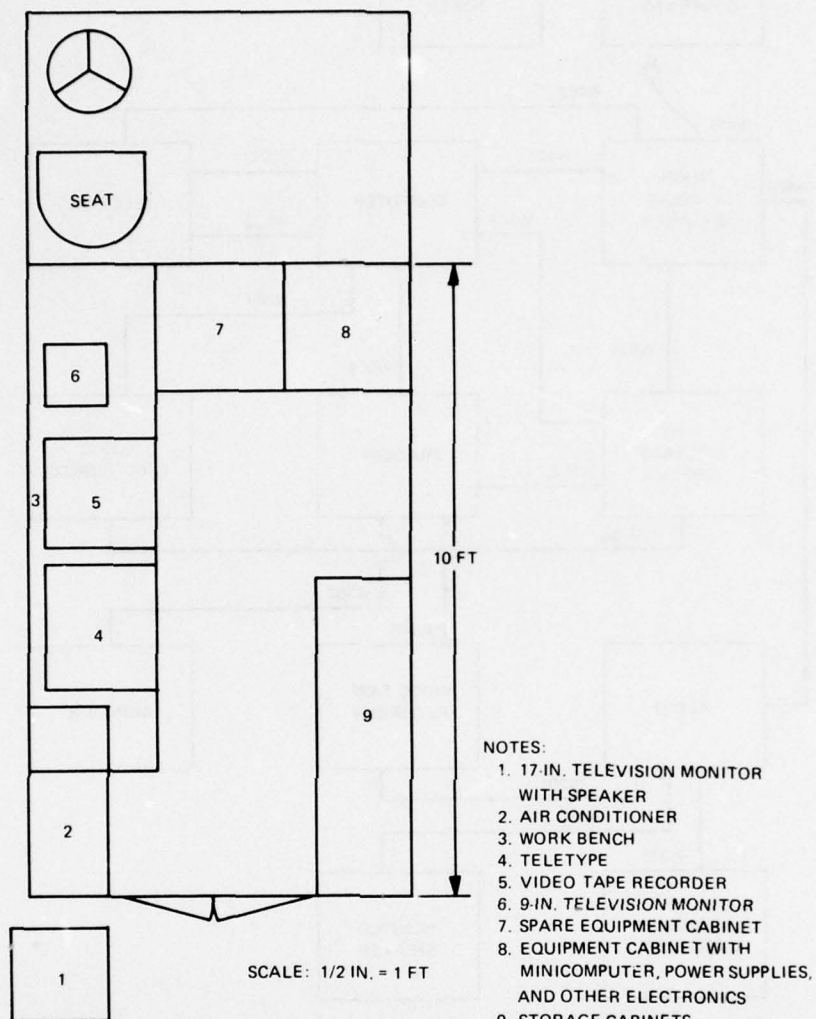 SEAT
7
8
6
3
5
10 FT
4
9
2
1
SCALE: 1/2 IN. = 1 FT
NOTES:
1. 17-IN. TELEVISION MONITOR
WITH SPEAKER
2. AIR CONDITIONER
3. WORK BENCH
4. TELETYPE
5. VIDEO TAPE RECORDER
6. 9-IN. TELEVISION MONITOR
7. SPARE EQUIPMENT CABINET
8. EQUIPMENT CABINET WITH
MINICOMPUTER, POWER SUPPLIES,
AND OTHER ELECTRONICS
9. STORAGE CABINETS